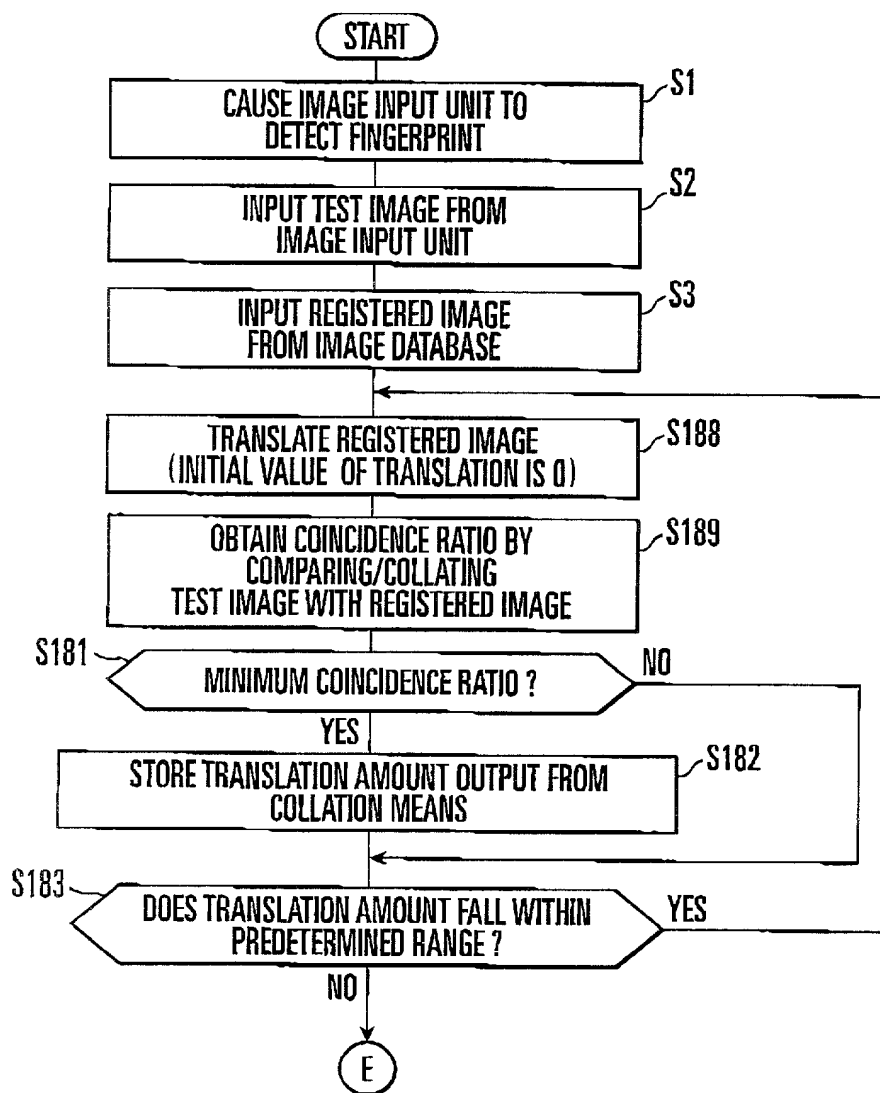 START
S1
CAUSE IMAGE INPUT UNIT TO
DETECT FINGERPRINT
S2
INPUT TEST IMAGE FROM
IMAGE INPUT UNIT
S3
INPUT REGISTERED IMAGE
FROM IMAGE DATABASE
S188
TRANSLATE REGISTERED IMAGE
(INITIAL VALUE OF TRANSLATION IS 0)
S189
OBTAIN COINCIDENCE RATIO BY
COMPARING/COLLATING
TEST IMAGE WITH REGISTERED IMAGE
S181
MINIMUM COINCIDENCE RATIO ?
NO
YES
S182
STORE TRANSLATION AMOUNT OUTPUT FROM
COLLATION MEANS
S183
DOES TRANSLATION AMOUNT FALL WITHIN
PREDETERMINED RANGE ?
YES
NO
E